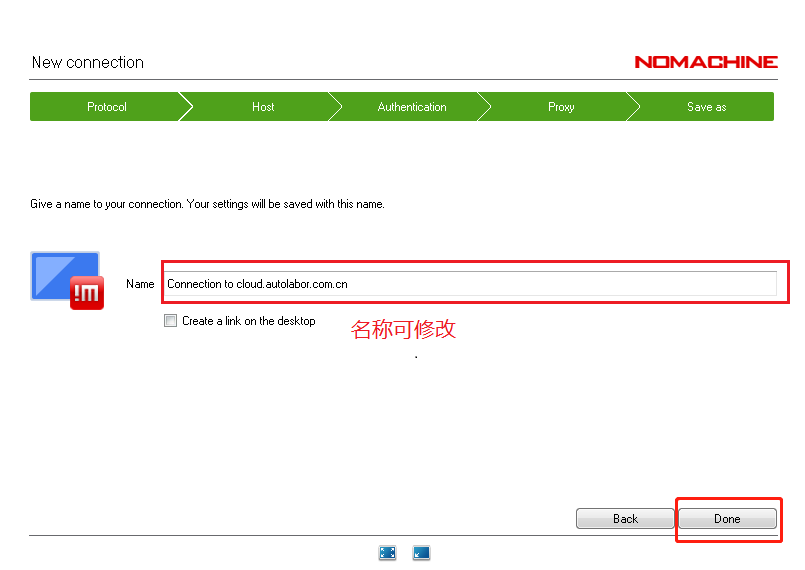 New connection
NOMACHINE
Protocol
Host
Authentication
Proxy
Save as
Give a name to your connection. Your settings will be saved with this name.
!M
Name
Connection to cloud.autolabor.com.cn
Create a link on the desktop
名称可修改
.
Back
Done